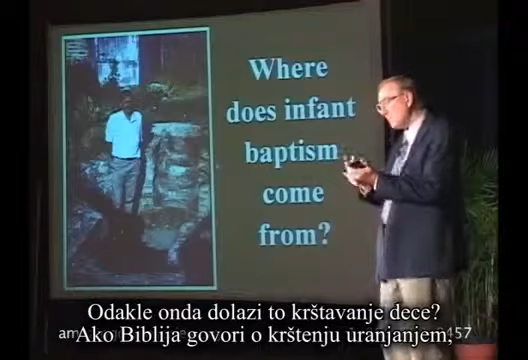 Where
does infant
baptism
come
from?
Odakle onda dolazi to krštavanje dece?
Ako Biblija govori o krštenju uranjanjem,